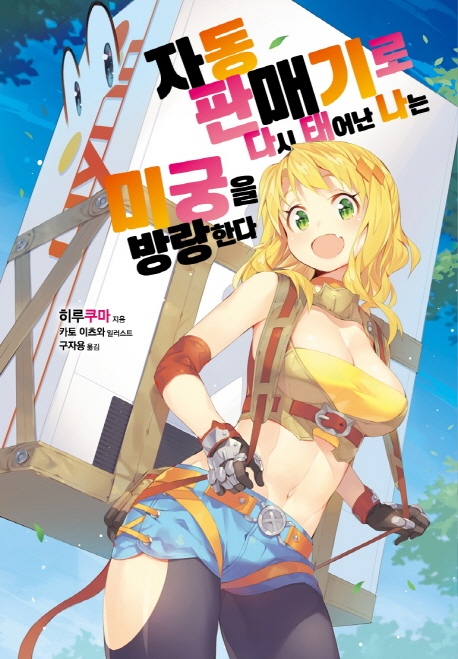 자동
판매기로
다시 태어난 나는
미궁을
방랑한다
히루쿠마 지음
카토 이츠와 일러스트
구자용 옮김